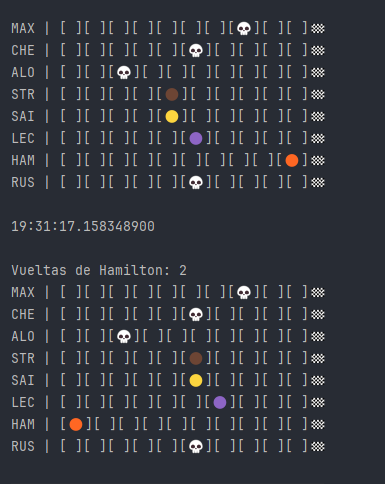 MAX | [ ][ ][ ][ ][ ][ ][ ][💀][ ][ ]🏁
CHE | [ ][ ][ ][ ][ ][💀][ ][ ][ ][ ]🏁
ALO | [ ][ ][💀][ ][ ][ ][ ][ ][ ][ ]🏁
STR | [ ][ ][ ][ ][🟤][ ][ ][ ][ ][ ]🏁
SAI | [ ][ ][ ][ ][🟡][ ][ ][ ][ ][ ]🏁
LEC | [ ][ ][ ][ ][ ][🟣][ ][ ][ ][ ]🏁
HAM | [ ][ ][ ][ ][ ][ ][ ][ ][ ][🟠]🏁
RUS | [ ][ ][ ][ ][ ][💀][ ][ ][ ][ ]🏁
19:31:17.158348900
Vueltas de Hamilton: 2
MAX | [ ][ ][ ][ ][ ][ ][ ][💀][ ][ ]🏁
CHE | [ ][ ][ ][ ][ ][💀][ ][ ][ ][ ]🏁
ALO | [ ][ ][💀][ ][ ][ ][ ][ ][ ][ ]🏁
STR | [ ][ ][ ][ ][ ][🟤][ ][ ][ ][ ]🏁
SAI | [ ][ ][ ][ ][ ][🟡][ ][ ][ ][ ]🏁
LEC | [ ][ ][ ][ ][ ][ ][🟣][ ][ ][ ]🏁
HAM | [🟠][ ][ ][ ][ ][ ][ ][ ][ ][ ]🏁
RUS | [ ][ ][ ][ ][ ][💀][ ][ ][ ][ ]🏁